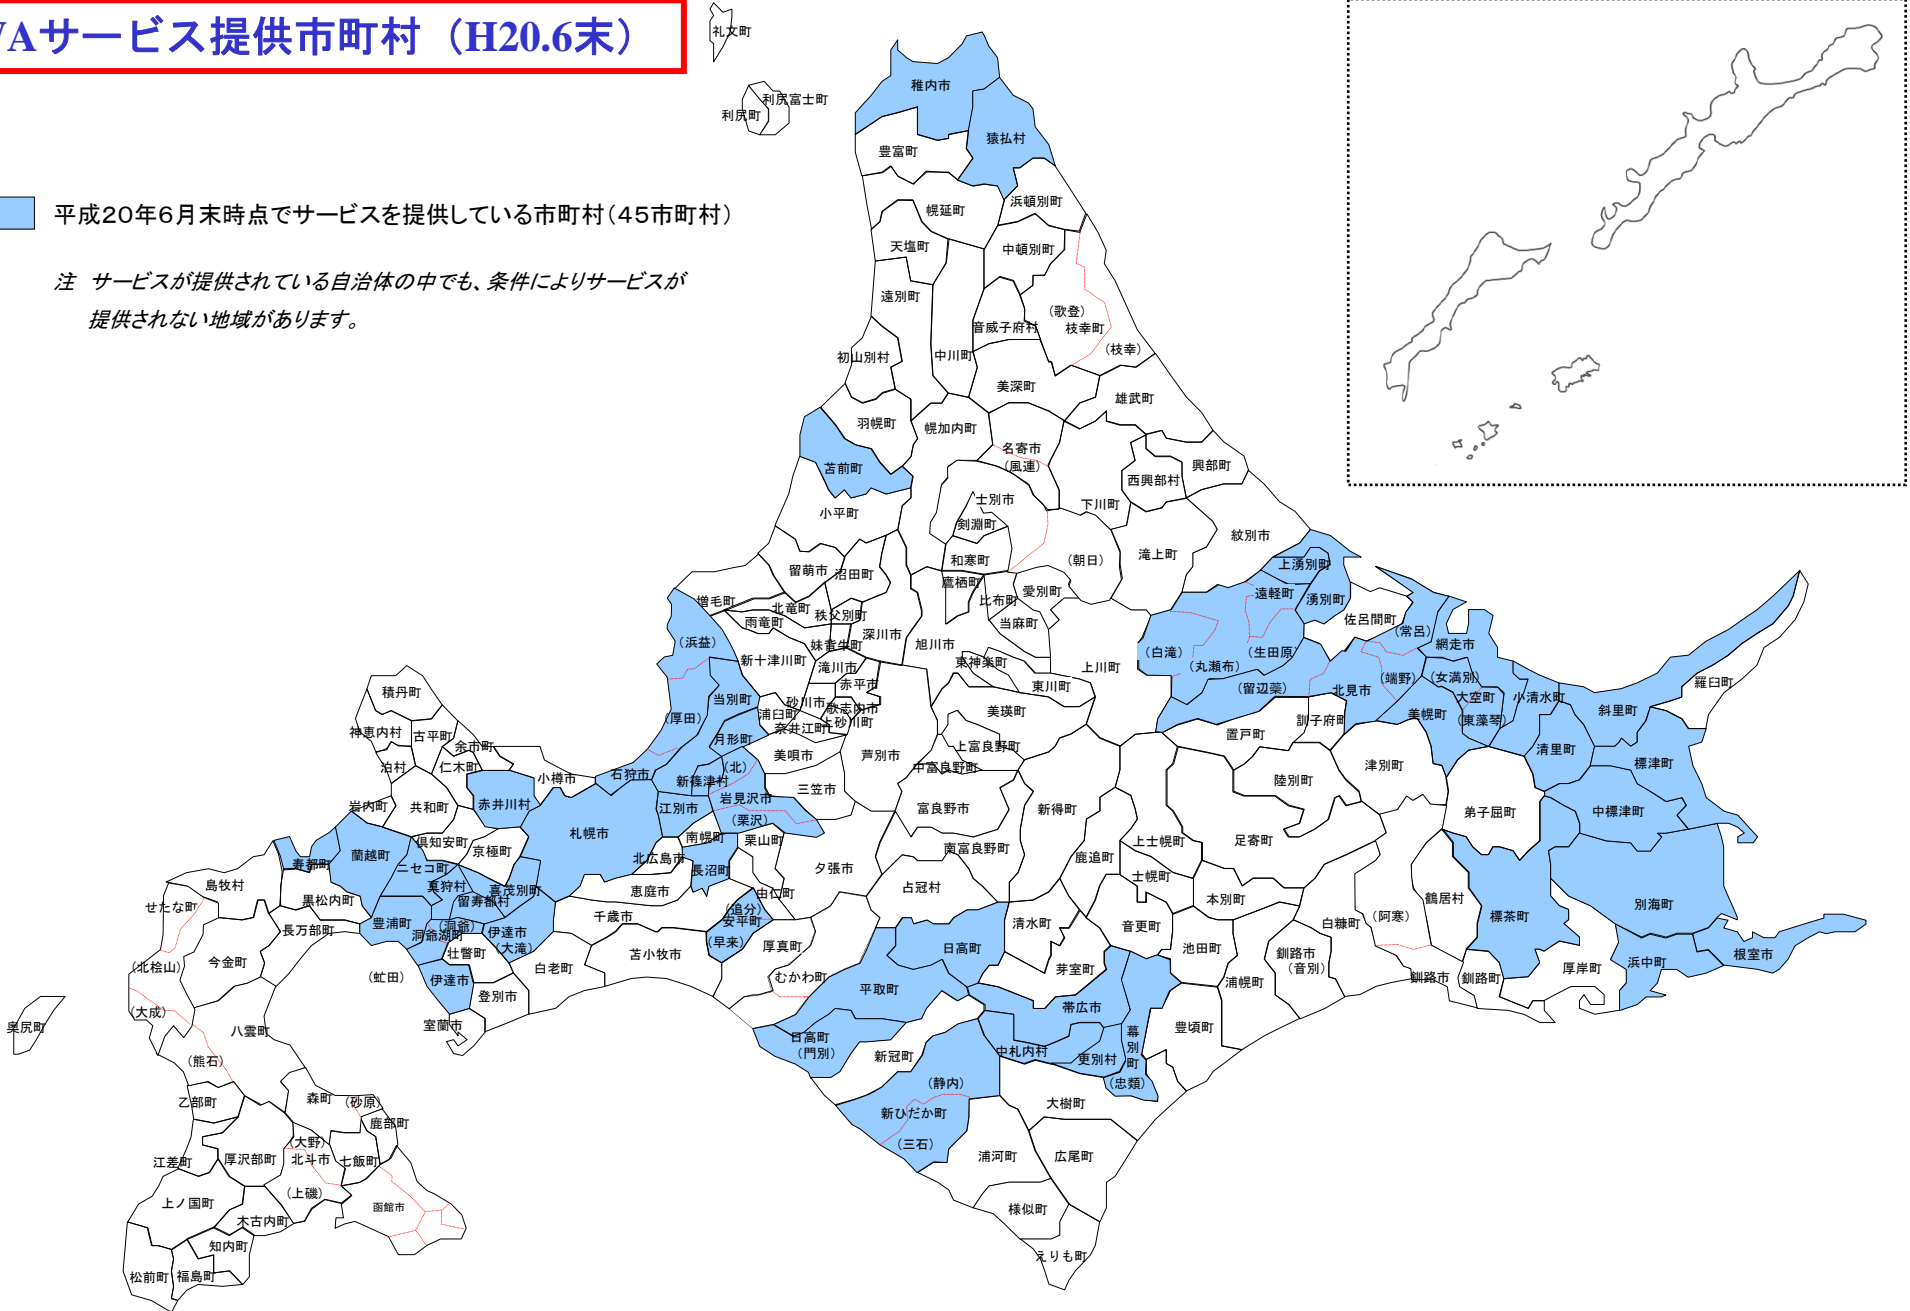 /Aサービス提供市町村（H20.6末）
平成20年6月末時点でサービスを提供している市町村（45市町村）
注　サービスが提供されている自治体の中でも、条件によりサービスが
提供されない地域があります。
礼文町
利尻富士町
利尻町
稚内市
猿払村
豊富町
浜頓別町
幌延町
天塩町
中頓別町
遠別町
（歌登）
音威子府村
枝幸町
（枝幸）
初山別村
中川町
美深町
雄武町
羽幌町
幌加内町
名寄市
（風連）
苫前町
興部町
西興部村
士別市
下川町
小平町
剣淵町
紋別市
和寒町
（朝日）
滝上町
上湧別町
留萌市
沼田町
鷹栖町
愛別町
比布町
遠軽町
湧別町
増毛町
北竜町
秩父別町
雨竜町
当麻町
佐呂間町
（常呂）
深川市
旭川市
（浜益）
妹背牛町
網走市
新十津川町
滝川市
東神楽町
上川町
（白滝）
（丸瀬布）
（生田原）
（女満別）
（端野）
羅臼町
積丹町
赤平市
東川町
（留辺蘂）
北見市
大空町
小清水町
当別町
砂川市
歌志内市
美瑛町
斜里町
（厚田）
浦臼町
上砂川町
奈井江町
訓子府町
美幌町
（東藻琴）
神恵内村
古平町
置戸町
余市町
月形町
上富良野町
清里町
美唄市
芦別市
標津町
泊村
仁木町
（北）
中富良野町
津別町
小樽市
石狩市
新篠津村
陸別町
三笠市
赤井川村
岩見沢市
岩内町
共和町
江別市
富良野市
新得町
弟子屈町
中標津町
（栗沢）
札幌市
南幌町
栗山町
足寄町
倶知安町
京極町
上士幌町
蘭越町
南富良野町
鹿追町
寿都町
北広島市
ニセコ町
長沼町
夕張市
士幌町
島牧村
真狩村
喜茂別町
恵庭市
占冠村
由仁町
本別町
鶴居村
黒松内町
留寿都村
せたな町
（追分）
別海町
千歳市
安平町
標茶町
（阿寒）
豊浦町
（洞爺）
清水町
音更町
白糠町
長万部町
洞爺湖町
伊達市
（早来）
厚真町
日高町
池田町
（大滝）
壮瞥町
苫小牧市
釧路市
（音別）
根室市
（北桧山）
今金町
（虻田）
伊達市
白老町
むかわ町
芽室町
浜中町
厚岸町
浦幌町
釧路市
釧路町
平取町
登別市
帯広市
（大成）
室蘭市
豊頃町
奥尻町
八雲町
日高町
（門別）
幕別町
中札内村
更別村
新冠町
（熊石）
（静内）
（忠類）
乙部町
森町
（砂原）
大樹町
新ひだか町
鹿部町
（大野）
（三石）
江差町
厚沢部町
北斗市
七飯町
浦河町
広尾町
（上磯）
上ノ国町
函館市
様似町
木古内町
知内町
えりも町
松前町
福島町